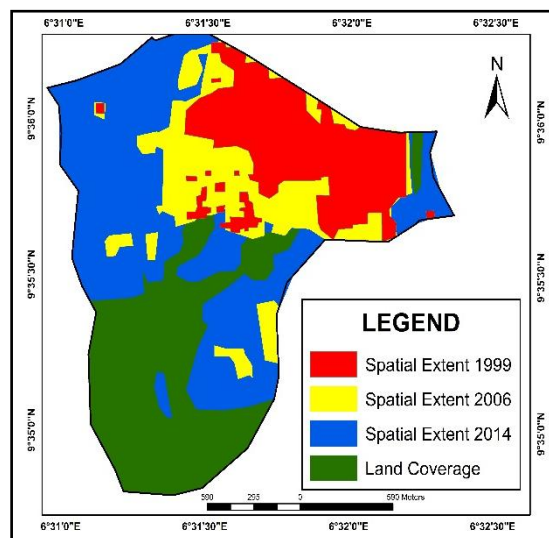 6°31'0"E 6°31'30"E 6°32'0"E 6°32'30"E
N
9°36'0"N 9°36'0"N
9°35'30"N 9°35'30"N
LEGEND
Spatial Extent 1999
Spatial Extent 2006
Spatial Extent 2014
Land Coverage
9°35'0"N 9°35'0"N
590 295 0 590 Meters
6°31'0"E 6°31'30"E 6°32'0"E 6°32'30"E